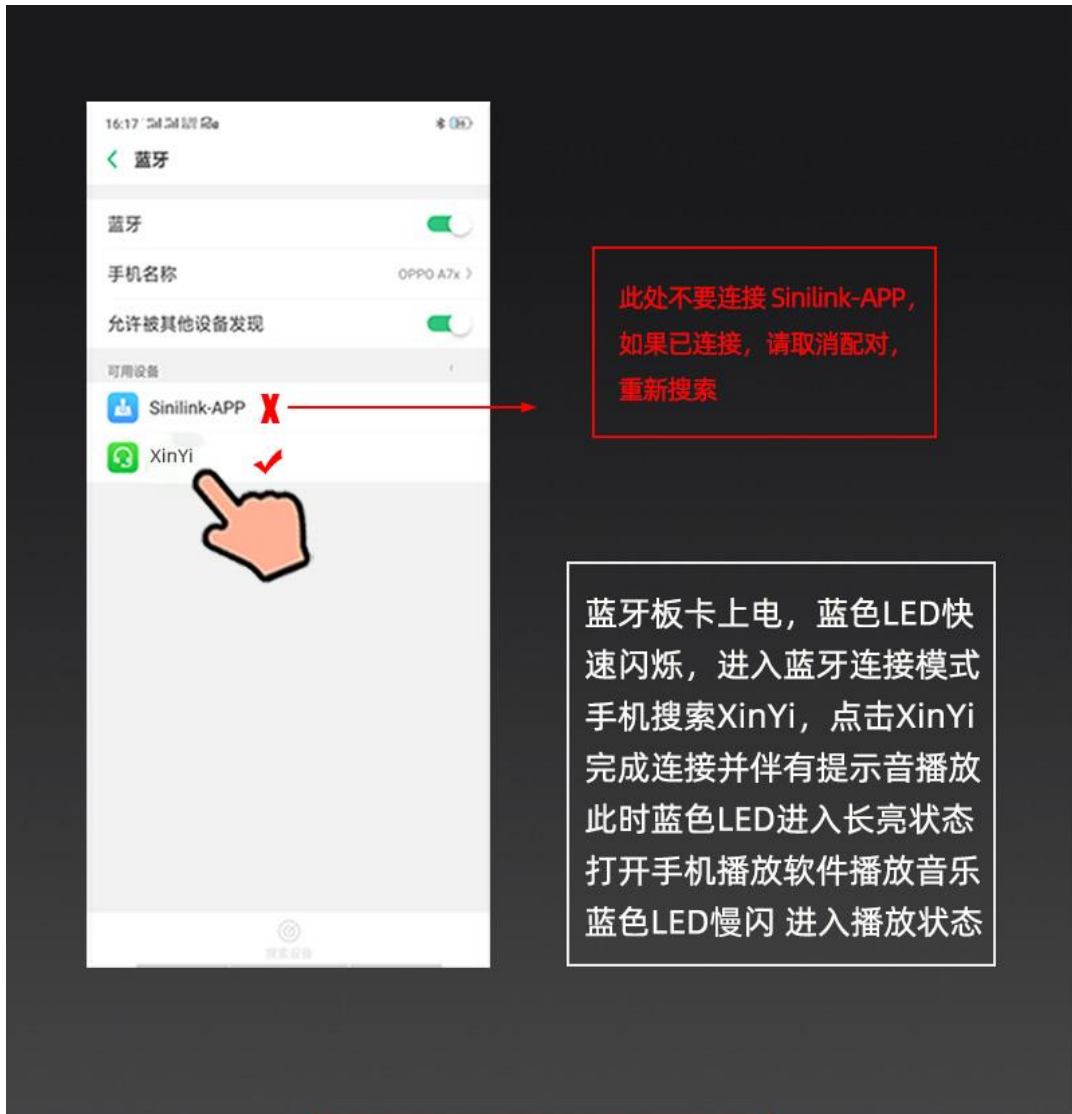 16:17
蓝牙
蓝牙
手机名称 OPPO A7x
允许被其他设备发现
可用设备
Sinilink-APP X
XinYi
此处不要连接 Sinilink-APP，
如果已连接，请取消配对，
重新搜索
蓝牙板卡上电，蓝色LED快
速闪烁，进入蓝牙连接模式
手机搜索XinYi，点击XinYi
完成连接并伴有提示音播放
此时蓝色LED进入长亮状态
打开手机播放软件播放音乐
蓝色LED慢闪 进入播放状态
搜索设备